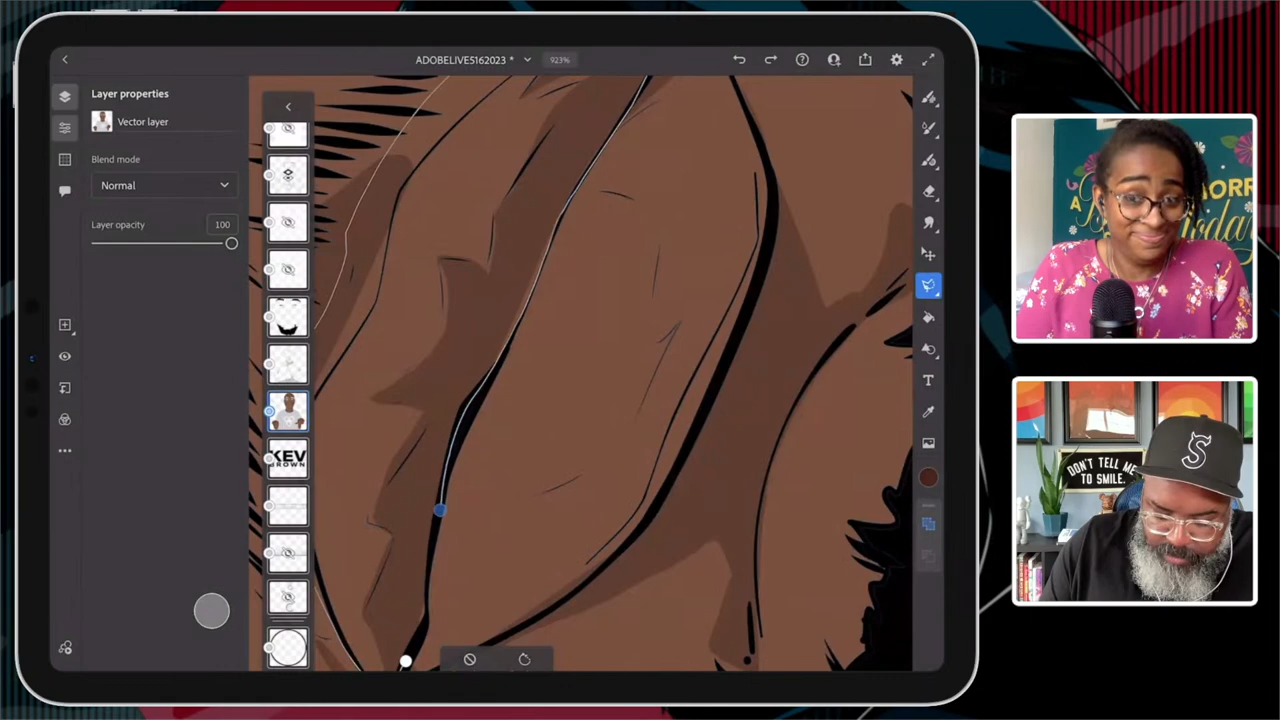 ADOBELIVE5162023 *
923%
Layer properties
Vector layer
Blend mode
Normal
Layer opacity
100
KEV
BROWN
T
DON'T TELL ME
TO SMILE.
S